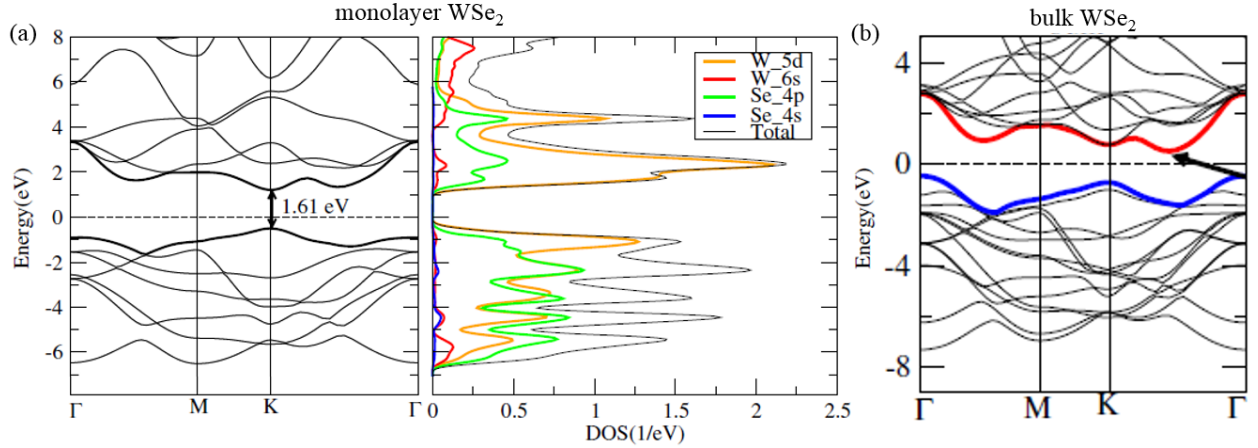 monolayer WSe₂
bulk WSe₂
(a)
8
6
4
2
0
-2
-4
-6
Energy(eV)
1.61 eV
Γ
M
K
Γ
W_5d
W_6s
Se_4p
Se_4s
Total
0
0.5
1
1.5
2
2.5
DOS(1/eV)
(b)
4
0
-4
-8
Energy(eV)
Γ
M
K
Γ